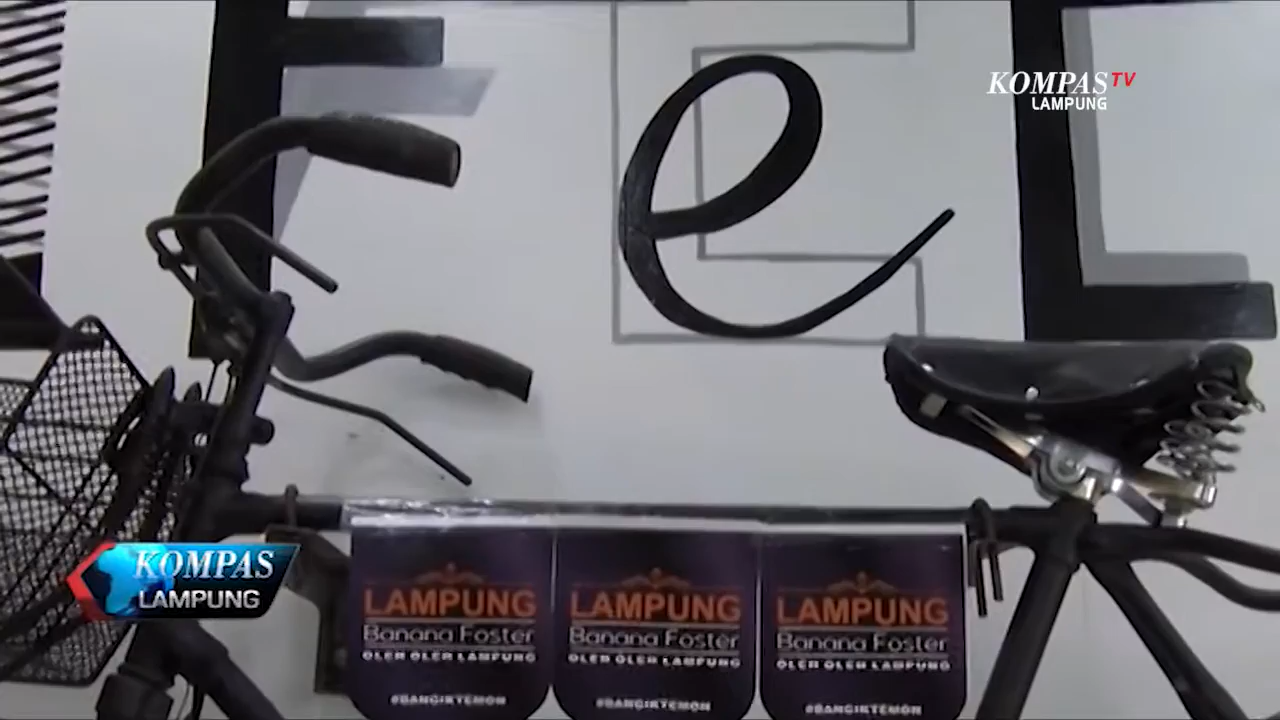 FeL
KOMPAS TV
LAMPUNG
KOMPAS
LAMPUNG
LAMPUNG
Banana Foster
OLEH OLEH LAMPUNG
#BANGIKTEMON
LAMPUNG
Banana Foster
OLEH OLEH LAMPUNG
#BANGIKTEMON
LAMPUNG
Banana Foster
OLEH OLEH LAMPUNG
#BANGIKTEMON